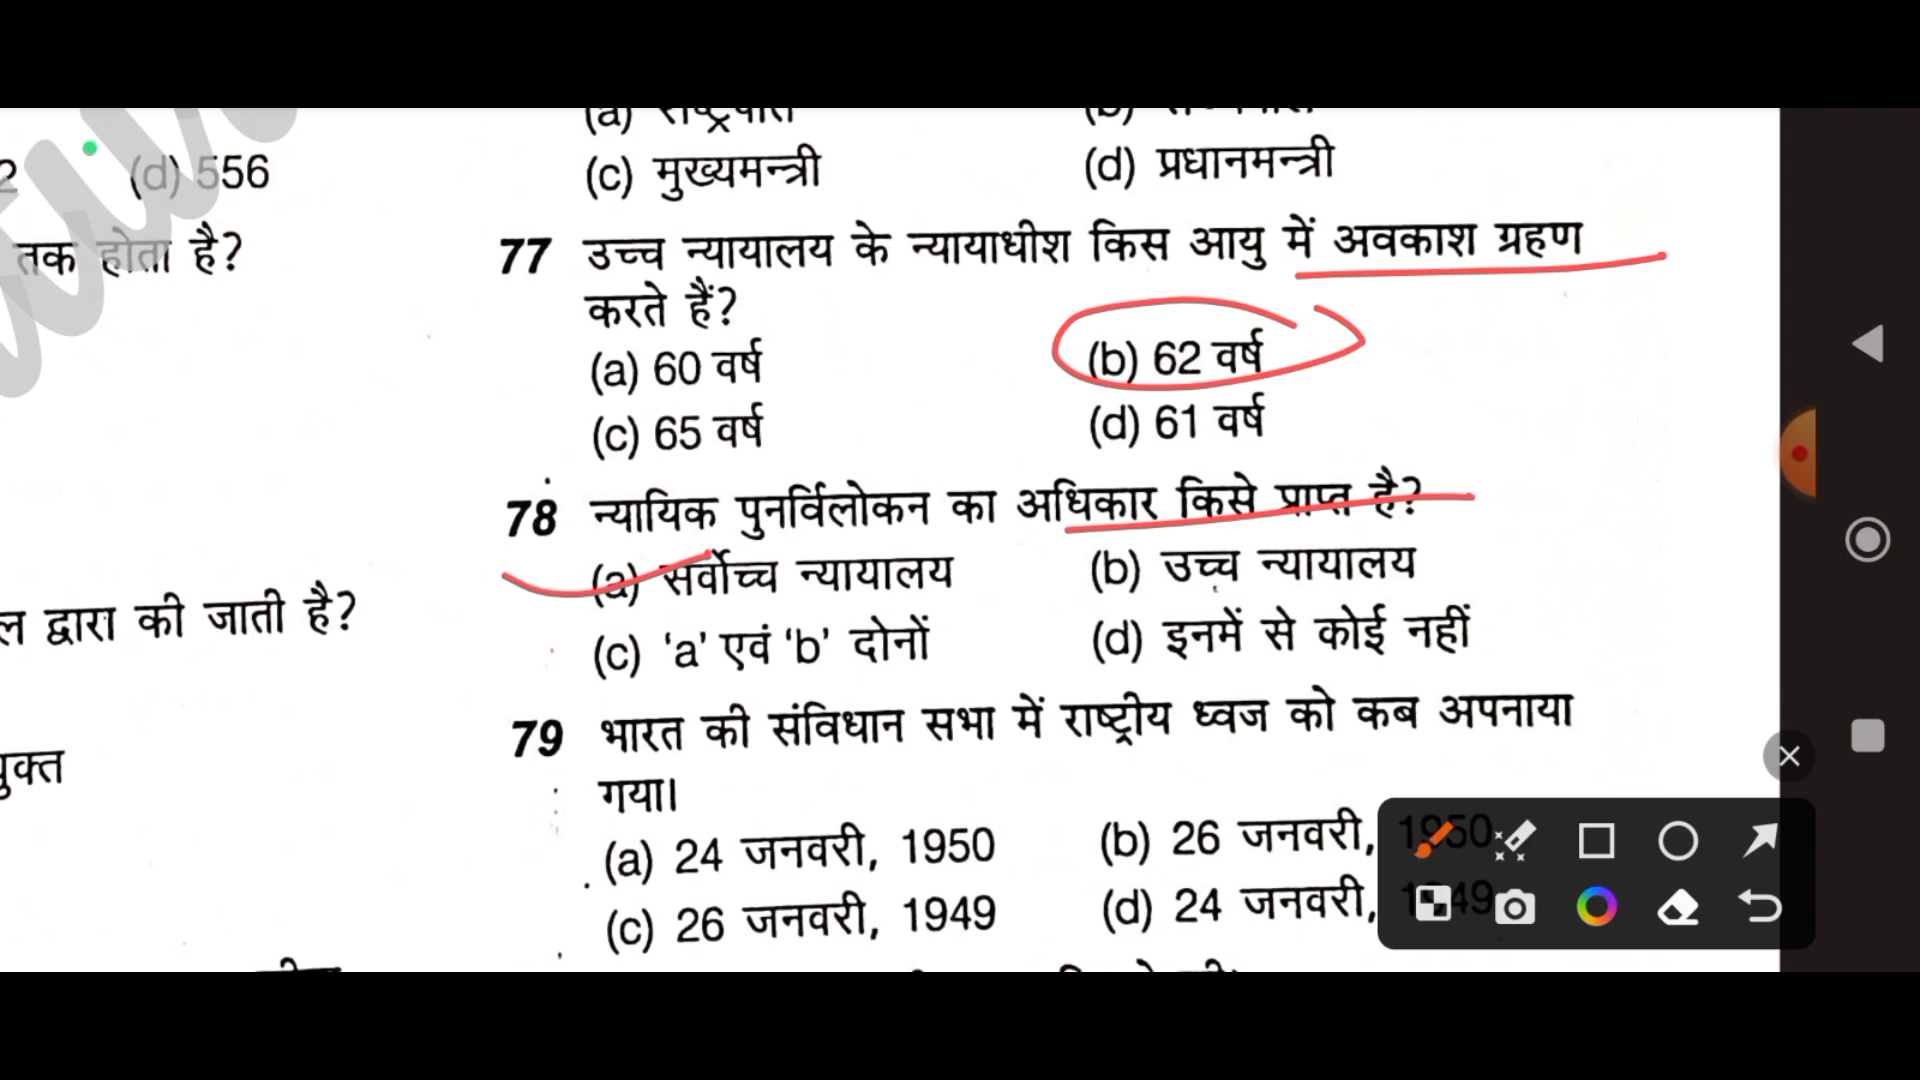 (d) 556
तक होता है?
ल द्वारा की जाती है?
(c) मुख्यमन्त्री (d) प्रधानमन्त्री
77 उच्च न्यायालय के न्यायाधीश किस आयु में अवकाश ग्रहण
करते हैं?
(a) 60 वर्ष (b) 62 वर्ष
(c) 65 वर्ष (d) 61 वर्ष
78 न्यायिक पुनर्विलोकन का अधिकार किसे प्राप्त है?
(a) सर्वोच्च न्यायालय (b) उच्च न्यायालय
(c) 'a' एवं 'b' दोनों (d) इनमें से कोई नहीं
79 भारत की संविधान सभा में राष्ट्रीय ध्वज को कब अपनाया
गया।
(a) 24 जनवरी, 1950 (b) 26 जनवरी, 1950
(c) 26 जनवरी, 1949 (d) 24 जनवरी, 1949